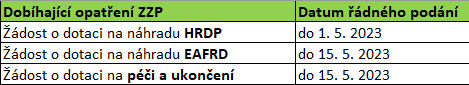 Dobíhající opatření ZZP Datum řádného podání
Žádost o dotaci na náhradu HRDP do 1. 5. 2023
Žádost o dotaci na náhradu EAFRD do 15. 5. 2023
Žádost o dotaci na péči a ukončení do 15. 5. 2023